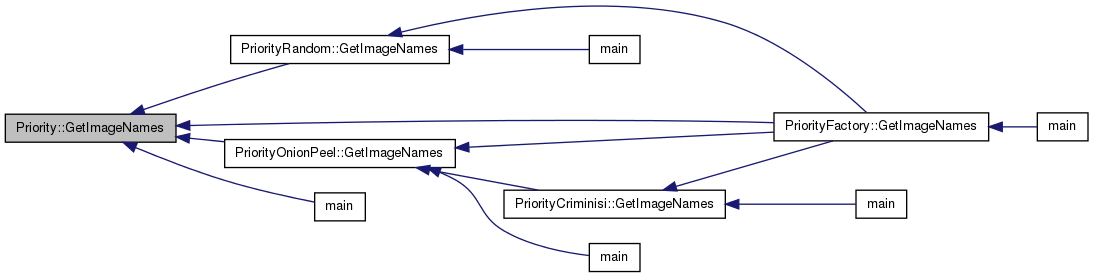 PriorityRandom::GetImageNames
main
Priority::GetImageNames
PriorityFactory::GetImageNames
main
PriorityOnionPeel::GetImageNames
main
PriorityCriminisi::GetImageNames
main
main